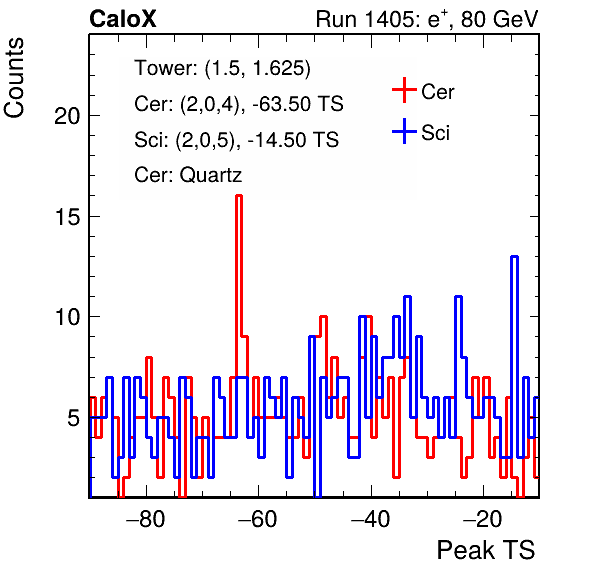 CaloX Run 1405: e⁺, 80 GeV
Counts
Tower: (1.5, 1.625)
Cer: (2,0,4), -63.50 TS
Sci: (2,0,5), -14.50 TS
Cer: Quartz
Cer
Sci
20
15
10
5
−80 −60 −40 −20
Peak TS